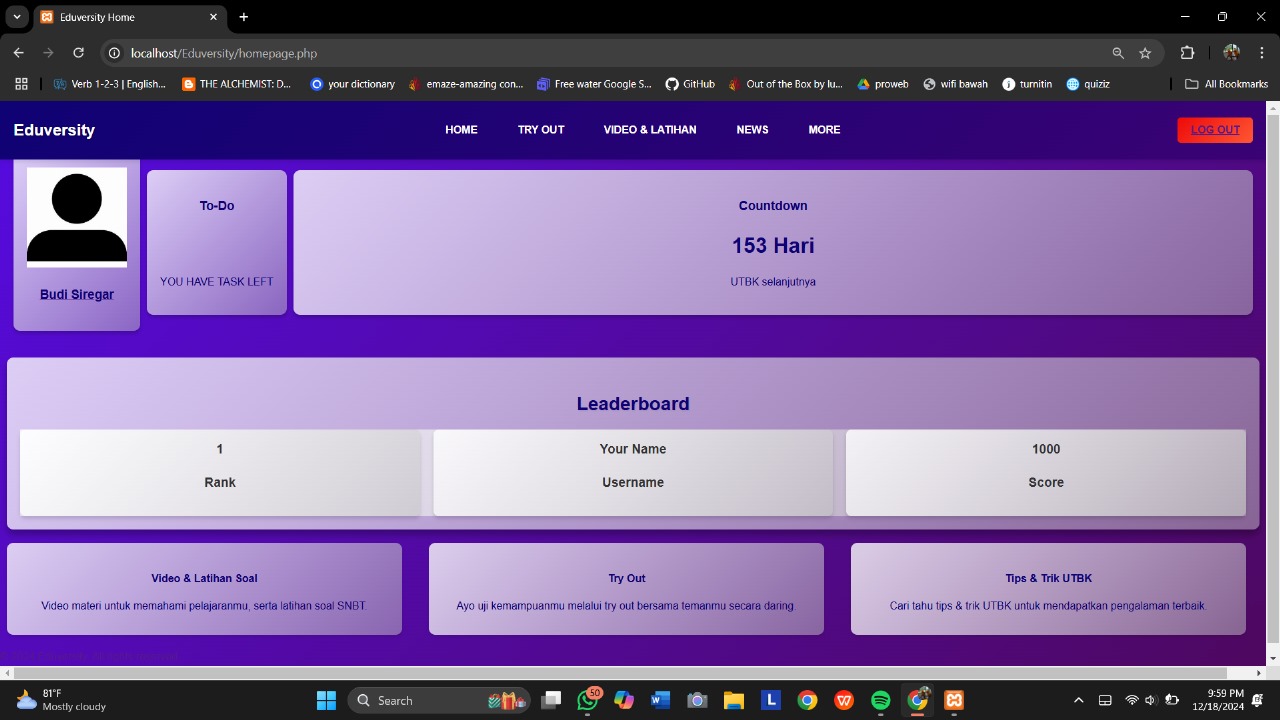 Eduversity Home
localhost/Eduversity/homepage.php
Verb 1-2-3 | English...
THE ALCHEMIST: D...
your dictionary
emaze-amazing con...
Free water Google S...
GitHub
Out of the Box by lu...
proweb
wifi bawah
turnitin
quiziz
All Bookmarks
Eduversity
HOME
TRY OUT
VIDEO & LATIHAN
NEWS
MORE
LOG OUT
Budi Siregar
To-Do
YOU HAVE TASK LEFT
Countdown
153 Hari
UTBK selanjutnya
Leaderboard
1
Rank
Your Name
Username
1000
Score
Video & Latihan Soal
Video materi untuk memahami pelajaranmu, serta latihan soal SNBT.
Try Out
Ayo uji kemampuanmu melalui try out bersama temanmu secara daring.
Tips & Trik UTBK
Cari tahu tips & trik UTBK untuk mendapatkan pengalaman terbaik.
81°F
Mostly cloudy
Search
50
L
9:59 PM
12/18/2024